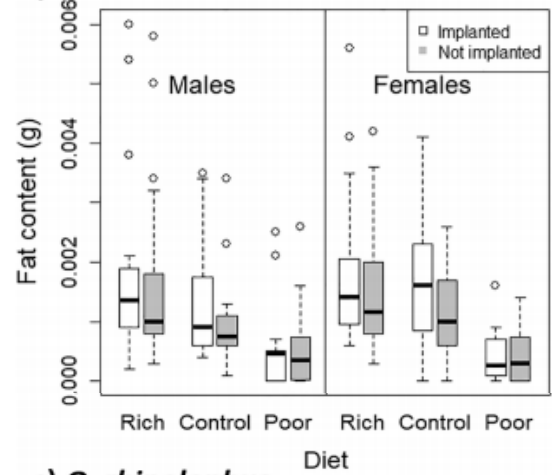 Fat content (g)
0.006
0.004
0.002
0.000
Males
Females
Implanted
Not implanted
Rich Control Poor Rich Control Poor
Diet